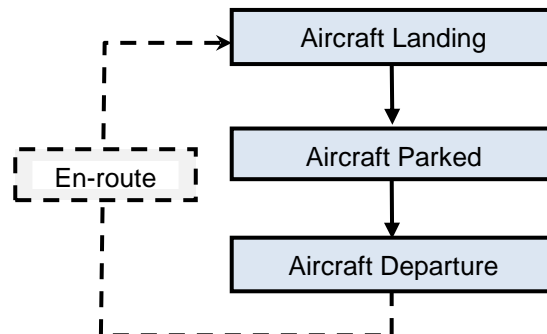 Aircraft Landing
Aircraft Parked
En-route
Aircraft Departure